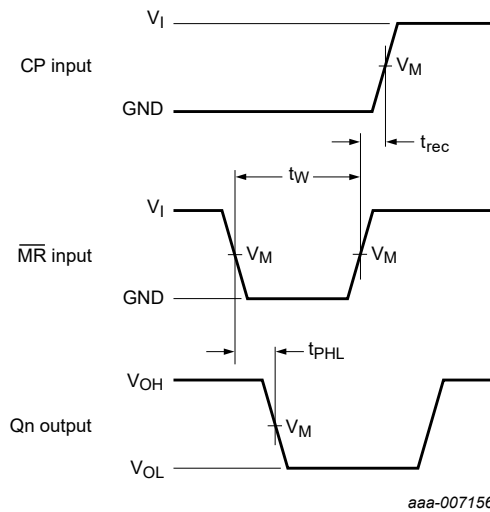 VI
CP input
VM
GND
trec
tW
VI
MR input
VM
VM
GND
tPHL
VOH
Qn output
VM
VOL
aaa-007156